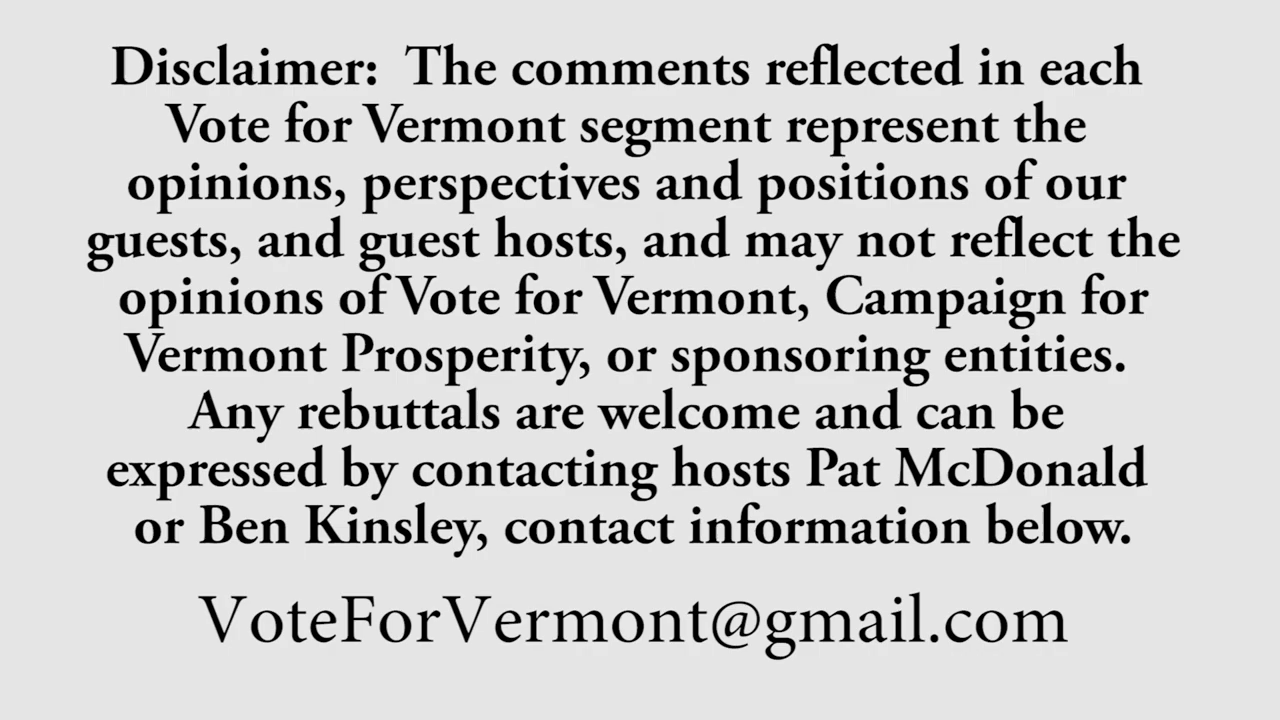 Disclaimer:  The comments reflected in each
Vote for Vermont segment represent the
opinions, perspectives and positions of our
guests, and guest hosts, and may not reflect the
opinions of Vote for Vermont, Campaign for
Vermont Prosperity, or sponsoring entities.
Any rebuttals are welcome and can be
expressed by contacting hosts Pat McDonald
or Ben Kinsley, contact information below.
VoteForVermont@gmail.com